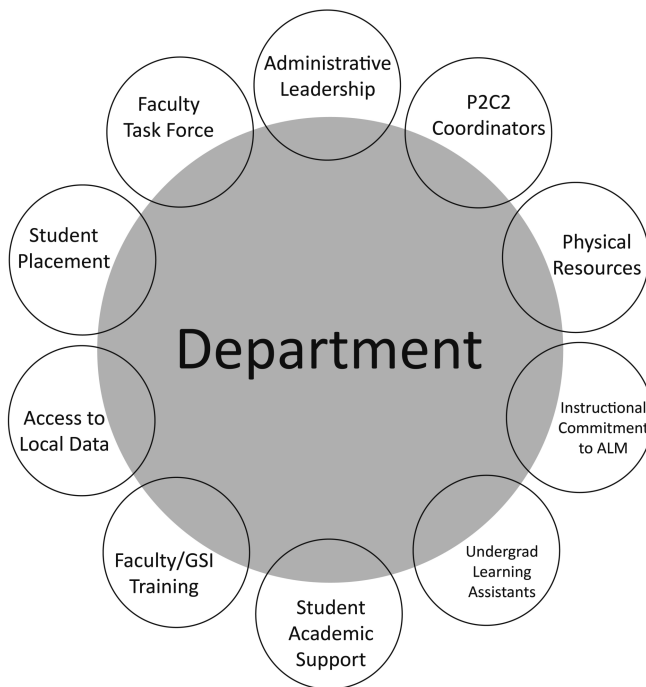 Administrative
Leadership
P2C2
Coordinators
Physical
Resources
Instructional
Commitment
to ALM
Undergrad
Learning
Assistants
Student
Academic
Support
Faculty/GSI
Training
Access to
Local Data
Student
Placement
Faculty
Task Force
Department